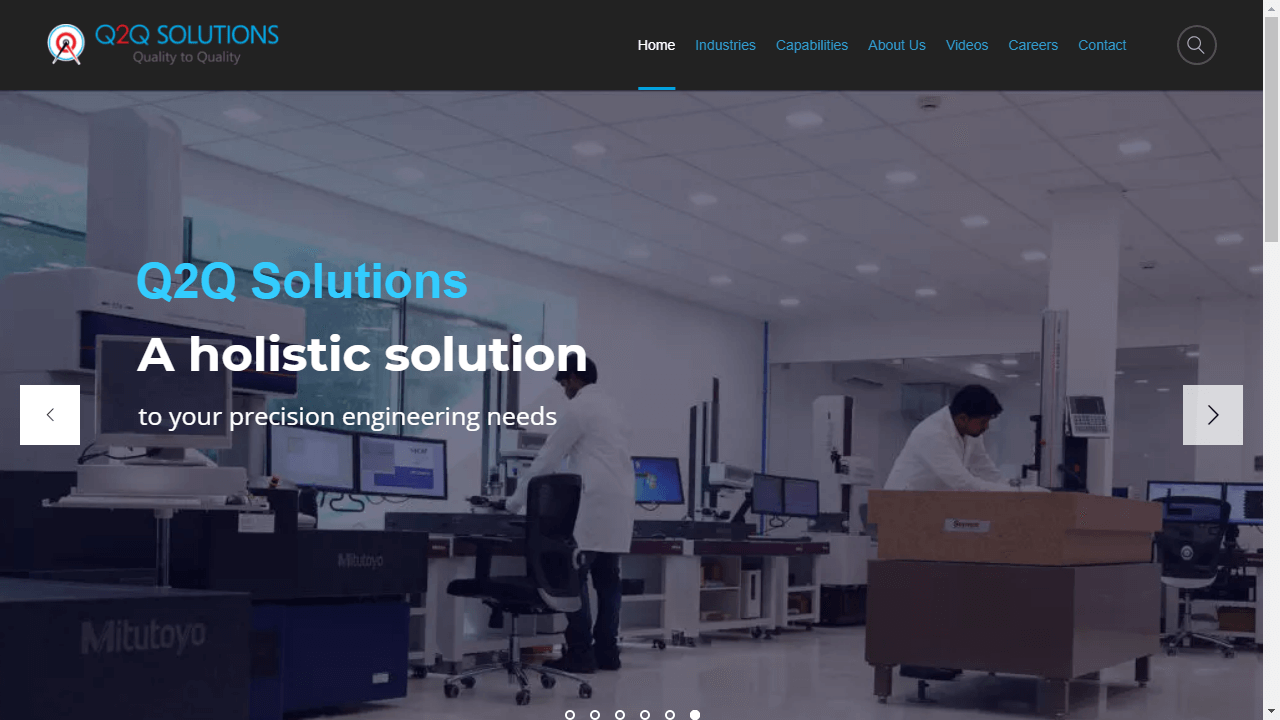 Q2Q SOLUTIONS
Quality to Quality
Home Industries Capabilities About Us Videos Careers Contact
Q2Q Solutions
A holistic solution
to your precision engineering needs
Mitutoyo
Mitutoyo